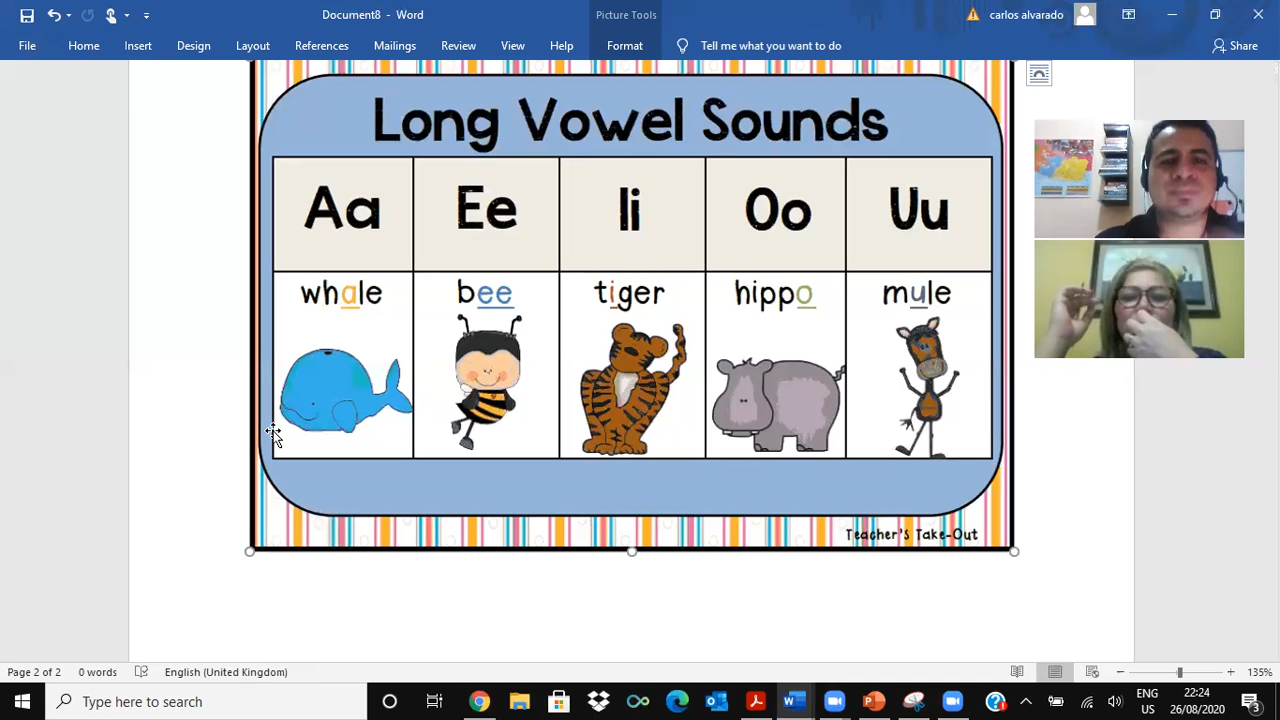 Document8 - Word
Picture Tools
carlos alvarado
File Home Insert Design Layout References Mailings Review View Help Format Tell me what you want to do Share
Long Vowel Sounds
Aa Ee Ii Oo Uu
whale bee tiger hippo mule
Teacher's Take-Out
Page 2 of 2 0 words English (United Kingdom) 135%
Type here to search
ENG 22:24
US 26/08/2020
3